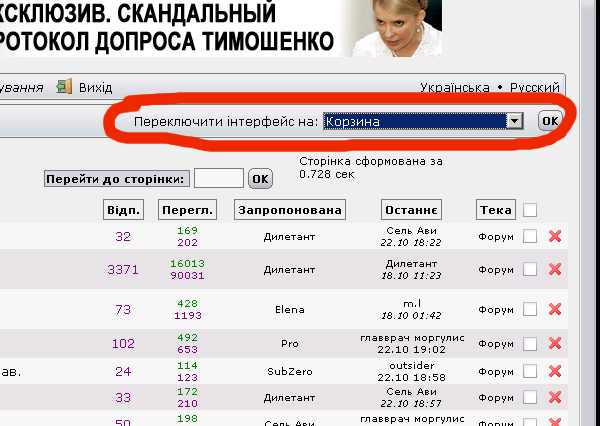 КСКЛЮЗИВ. СКАНДАЛЬНЫЙ
РОТОКОЛ ДОПРОСА ТИМОШЕНКО
ування Вихід
Українська • Русский
Переключити інтерфейс на: Корзина OK
Сторінка сформована за
0.728 сек
Перейти до сторінки: OK
Відп. Перегл. Запропонована Останнє Тека
32 169 202 Дилетант Сель Ави 22.10 18:22 Форум
3371 16013 90031 Дилетант Дилетант 18.10 11:23 Форум
73 428 1193 Elena m.l 18.10 01:42 Форум
102 492 653 Pro главврач моргулис 22.10 19:02 Форум
ав. 24 114 123 SubZero outsider 22.10 18:58 Форум
33 172 210 Дилетант Сель Ави 22.10 18:57 Форум
50 198 Сель Ави главврач моргулис Форум